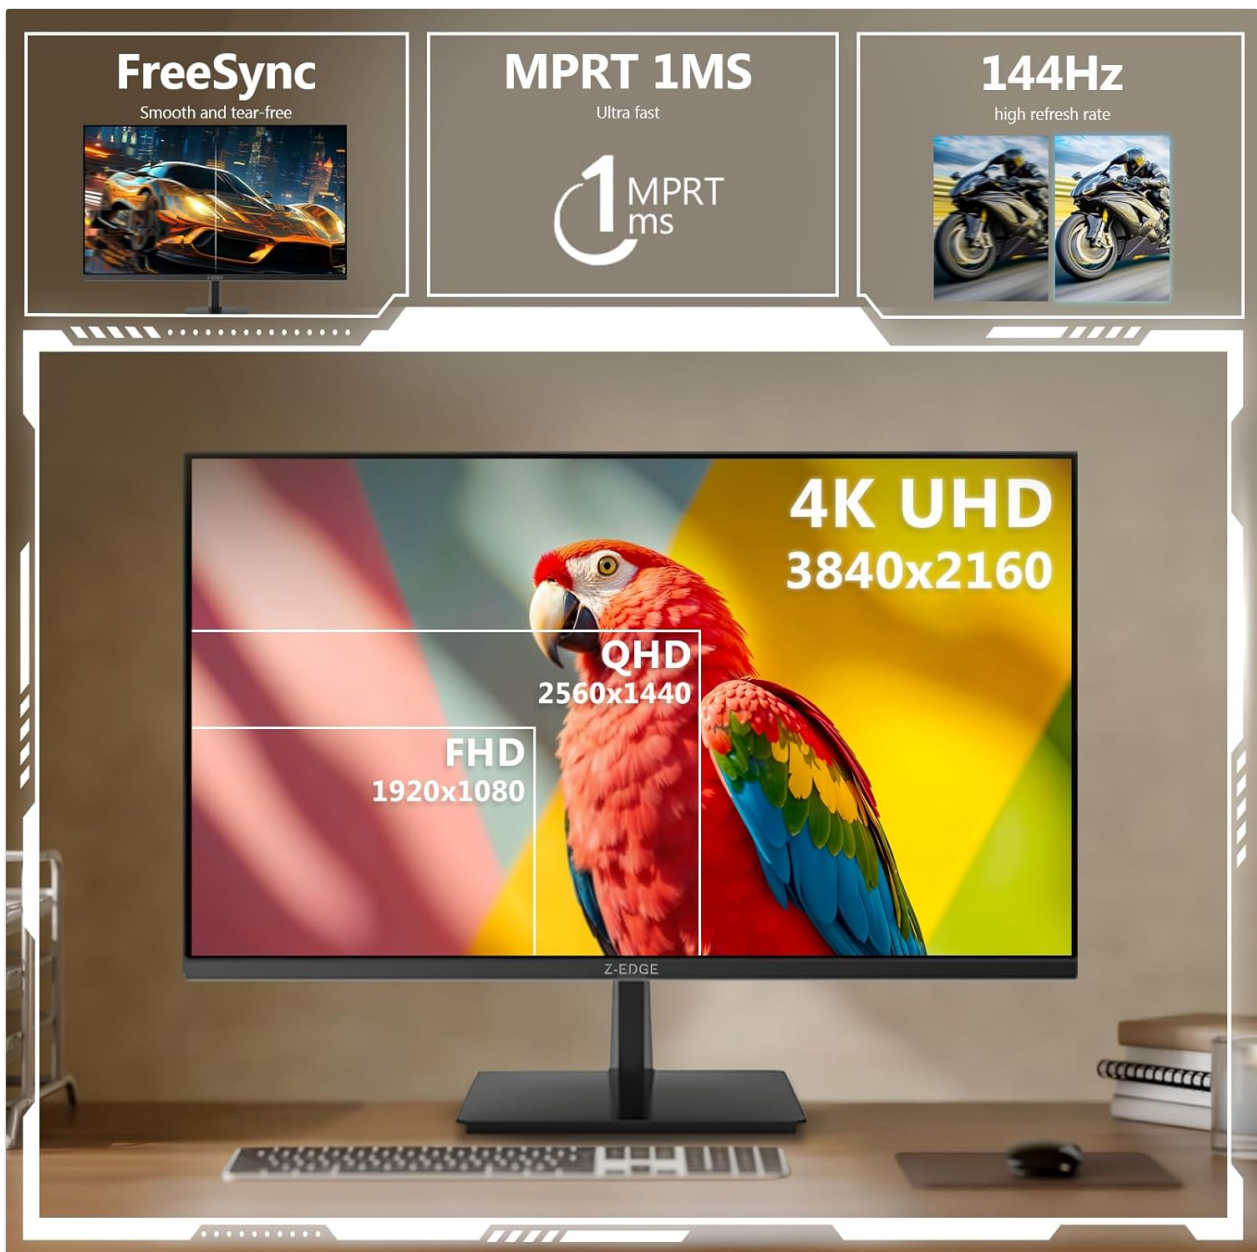 FreeSync
Smooth and tear-free
Z-EDGE
MPRT 1MS
Ultra fast
1 MPRT
ms
144Hz
high refresh rate
4K UHD
3840x2160
QHD
2560x1440
FHD
1920x1080
Z-EDGE